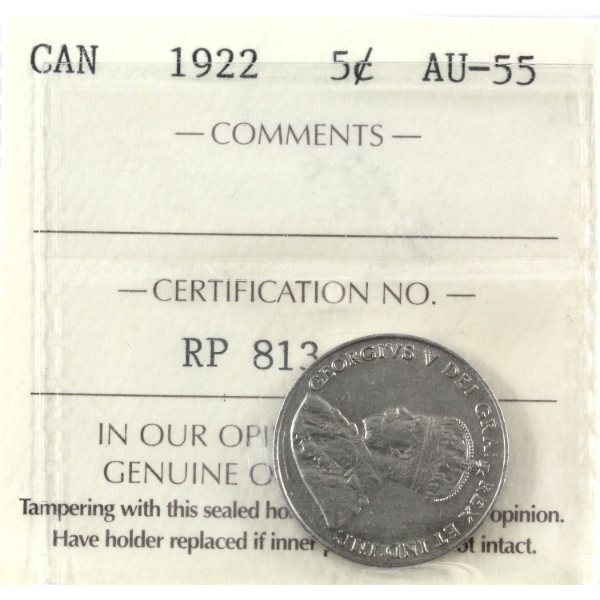 CAN 1922 5¢ AU-55
— COMMENTS —
— CERTIFICATION NO. —
RP 813
IN OUR OPI
GENUINE O
Tampering with this sealed ho opinion.
Have holder replaced if inner p ot intact.
GEORGIVS V DEI GRA: REX ET IND: IMP: